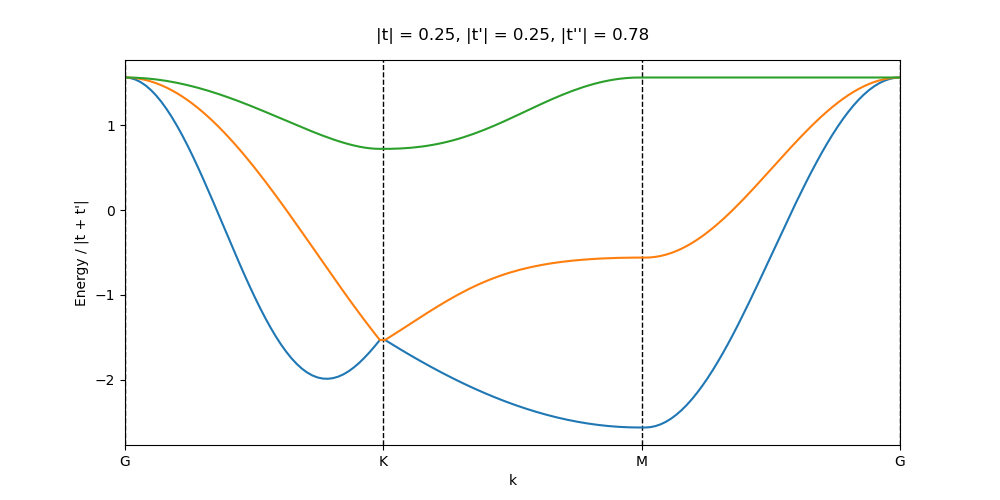 |t| = 0.25, |t'| = 0.25, |t''| = 0.78
Energy / |t + t'|
1
0
−1
−2
G K M G
k